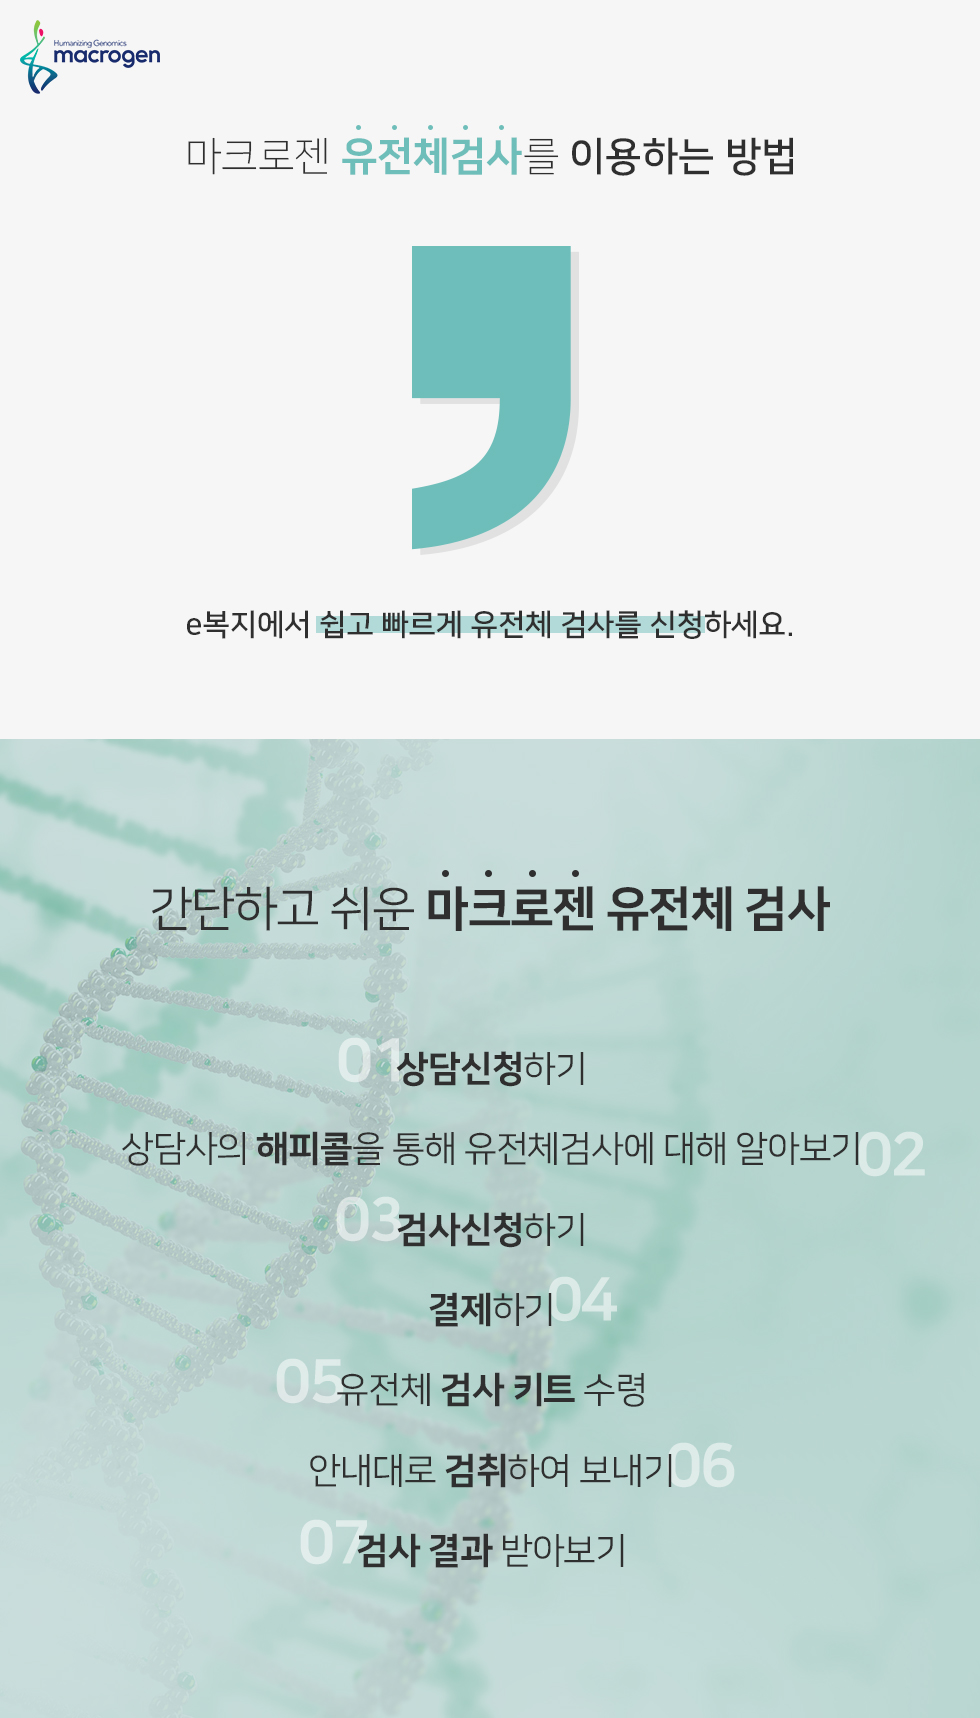 Humanizing Genomics
macrogen
마크로젠 유전체검사를 이용하는 방법
e복지에서 쉽고 빠르게 유전체 검사를 신청하세요.
간단하고 쉬운 마크로젠 유전체 검사
01 상담신청하기
상담사의 해피콜을 통해 유전체검사에 대해 알아보기 02
03 검사신청하기
결제하기 04
05 유전체 검사 키트 수령
안내대로 검취하여 보내기 06
07 검사 결과 받아보기